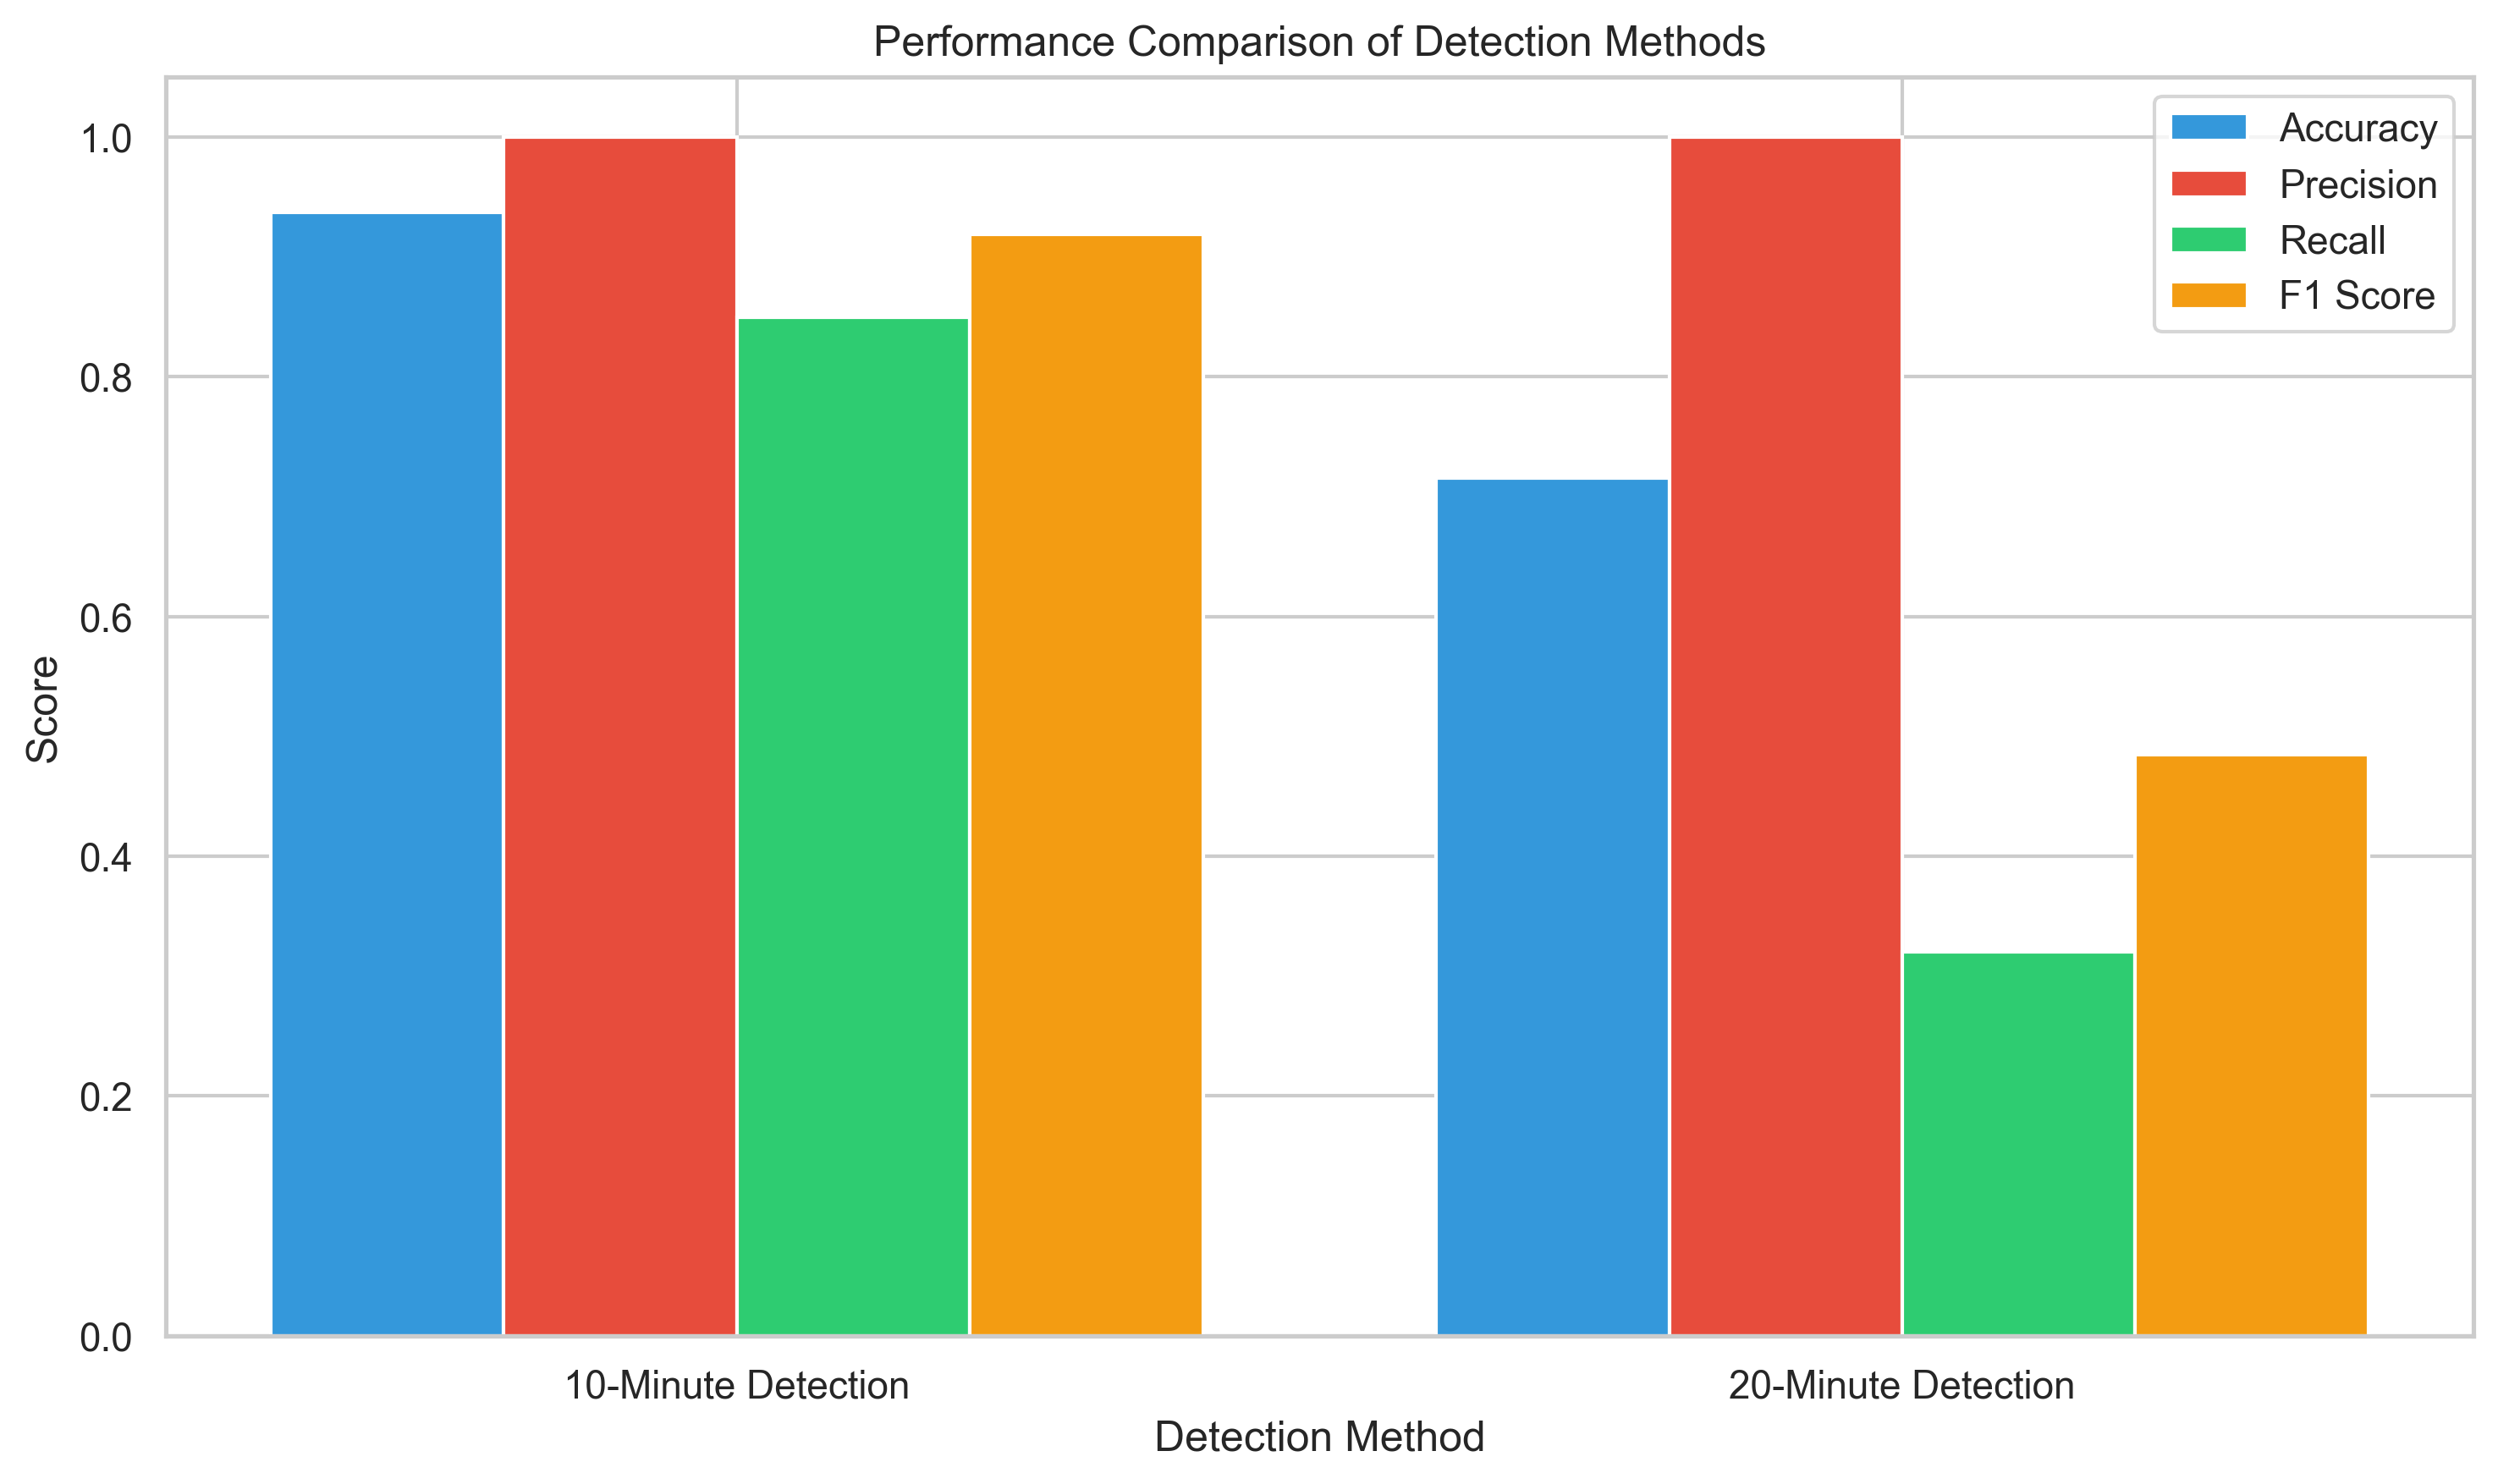 Performance Comparison of Detection Methods
Accuracy
Precision
Recall
F1 Score
1.0
0.8
0.6
0.4
0.2
0.0
Score
10-Minute Detection
20-Minute Detection
Detection Method